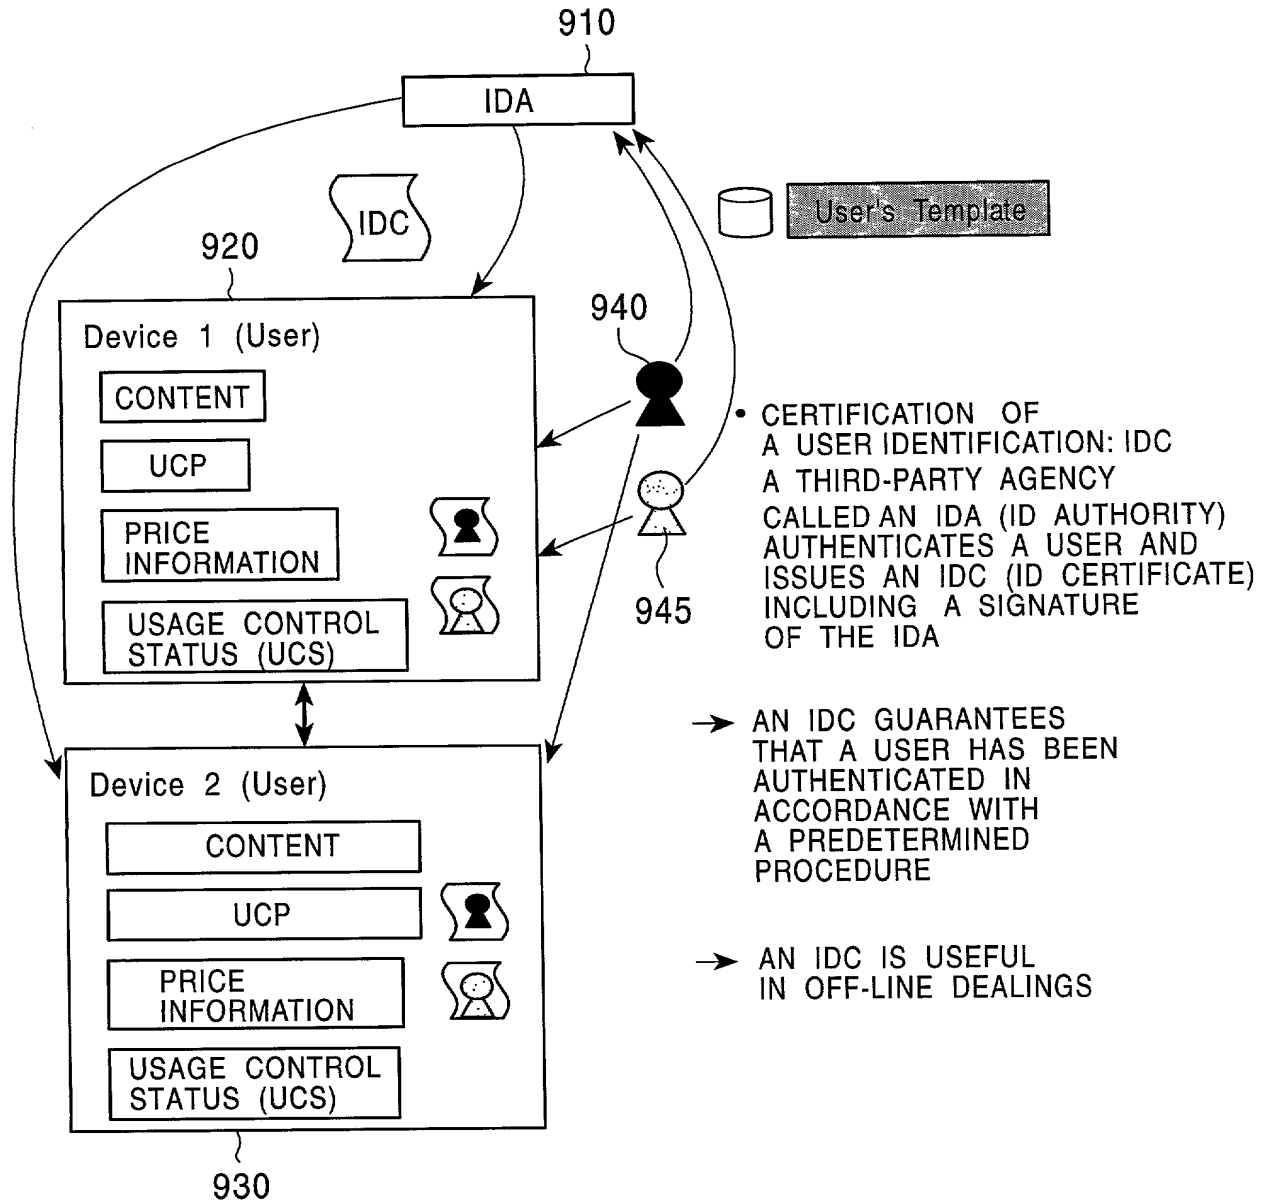 910
IDA
IDC
User's Template
920
Device 1 (User)
CONTENT
UCP
PRICE
INFORMATION
USAGE CONTROL
STATUS (UCS)
940
945
• CERTIFICATION OF
A USER IDENTIFICATION: IDC
A THIRD-PARTY AGENCY
CALLED AN IDA (ID AUTHORITY)
AUTHENTICATES A USER AND
ISSUES AN IDC (ID CERTIFICATE)
INCLUDING A SIGNATURE
OF THE IDA
→ AN IDC GUARANTEES
THAT A USER HAS BEEN
AUTHENTICATED IN
ACCORDANCE WITH
A PREDETERMINED
PROCEDURE
→ AN IDC IS USEFUL
IN OFF-LINE DEALINGS
Device 2 (User)
CONTENT
UCP
PRICE
INFORMATION
USAGE CONTROL
STATUS (UCS)
930